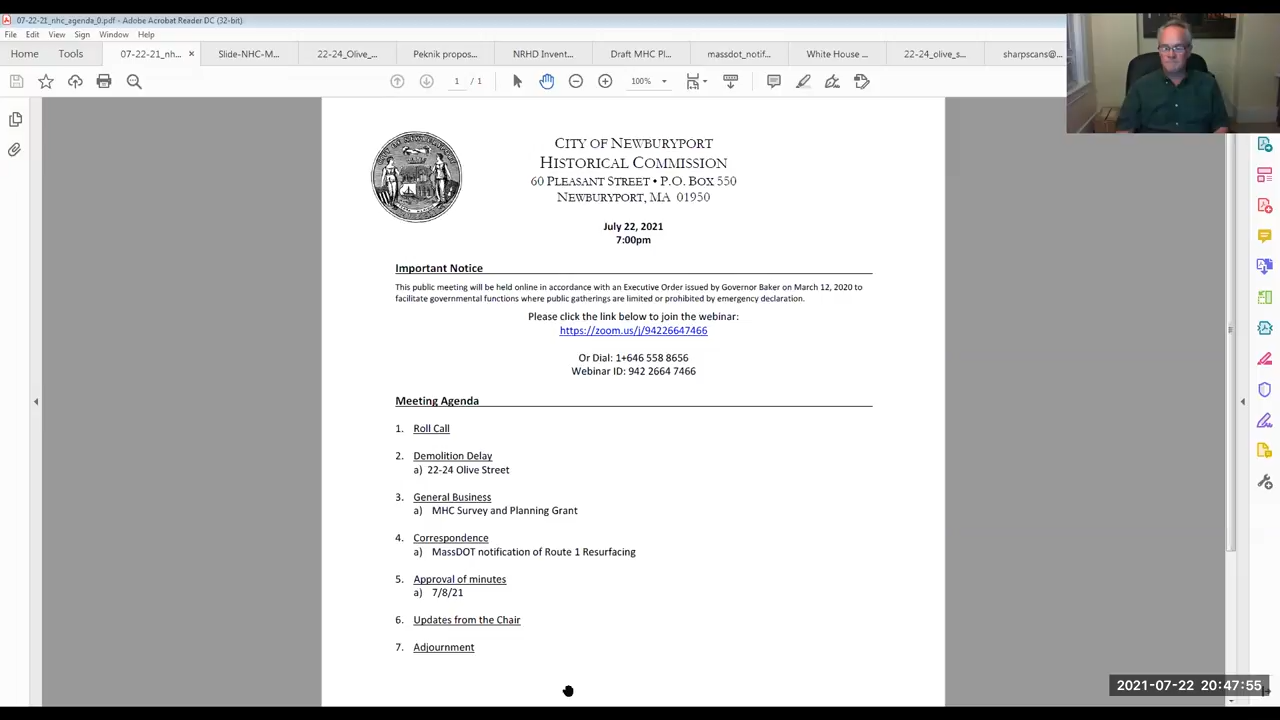 07-22-21_nhc_agenda_0.pdf - Adobe Acrobat Reader DC (32-bit)
File Edit View Sign Window Help
Home Tools 07-22-21_nh... × Slide-NHC-M... 22-24_Olive_... Peknik propos... NRHD Invent... Draft MHC Pl... massdot_notif... White House ... 22-24_olive_s... sharpscans@...
1 / 1 100%
CITY OF NEWBURYPORT
HISTORICAL COMMISSION
60 PLEASANT STREET • P.O. BOX 550
NEWBURYPORT, MA 01950
July 22, 2021
7:00pm
Important Notice
This public meeting will be held online in accordance with an Executive Order issued by Governor Baker on March 12, 2020 to
facilitate governmental functions where public gatherings are limited or prohibited by emergency declaration.
Please click the link below to join the webinar:
https://zoom.us/j/94226647466
Or Dial: 1+646 558 8656
Webinar ID: 942 2664 7466
Meeting Agenda
1. Roll Call
2. Demolition Delay
a) 22-24 Olive Street
3. General Business
a) MHC Survey and Planning Grant
4. Correspondence
a) MassDOT notification of Route 1 Resurfacing
5. Approval of minutes
a) 7/8/21
6. Updates from the Chair
7. Adjournment
2021-07-22 20:47:55